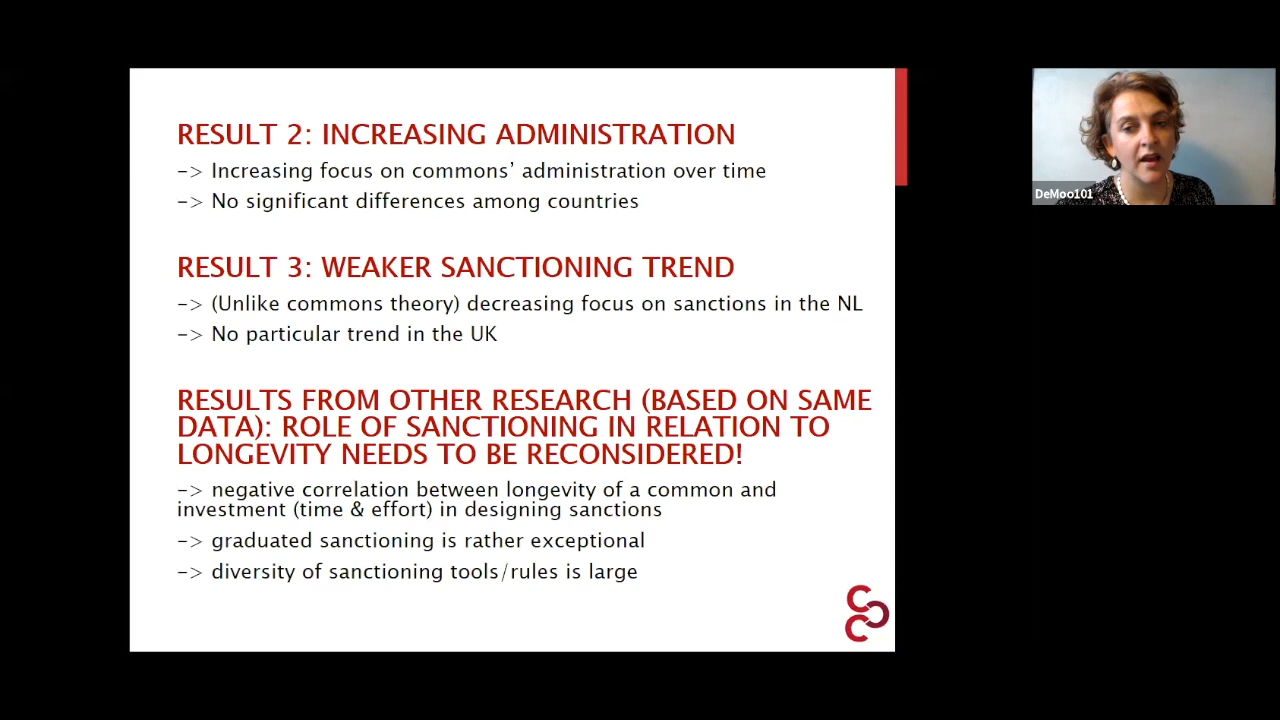 RESULT 2: INCREASING ADMINISTRATION
–> Increasing focus on commons’ administration over time
–> No significant differences among countries
RESULT 3: WEAKER SANCTIONING TREND
–> (Unlike commons theory) decreasing focus on sanctions in the NL
–> No particular trend in the UK
RESULTS FROM OTHER RESEARCH (BASED ON SAME
DATA): ROLE OF SANCTIONING IN RELATION TO
LONGEVITY NEEDS TO BE RECONSIDERED!
–> negative correlation between longevity of a common and
investment (time & effort) in designing sanctions
–> graduated sanctioning is rather exceptional
–> diversity of sanctioning tools/rules is large
DeMoo101